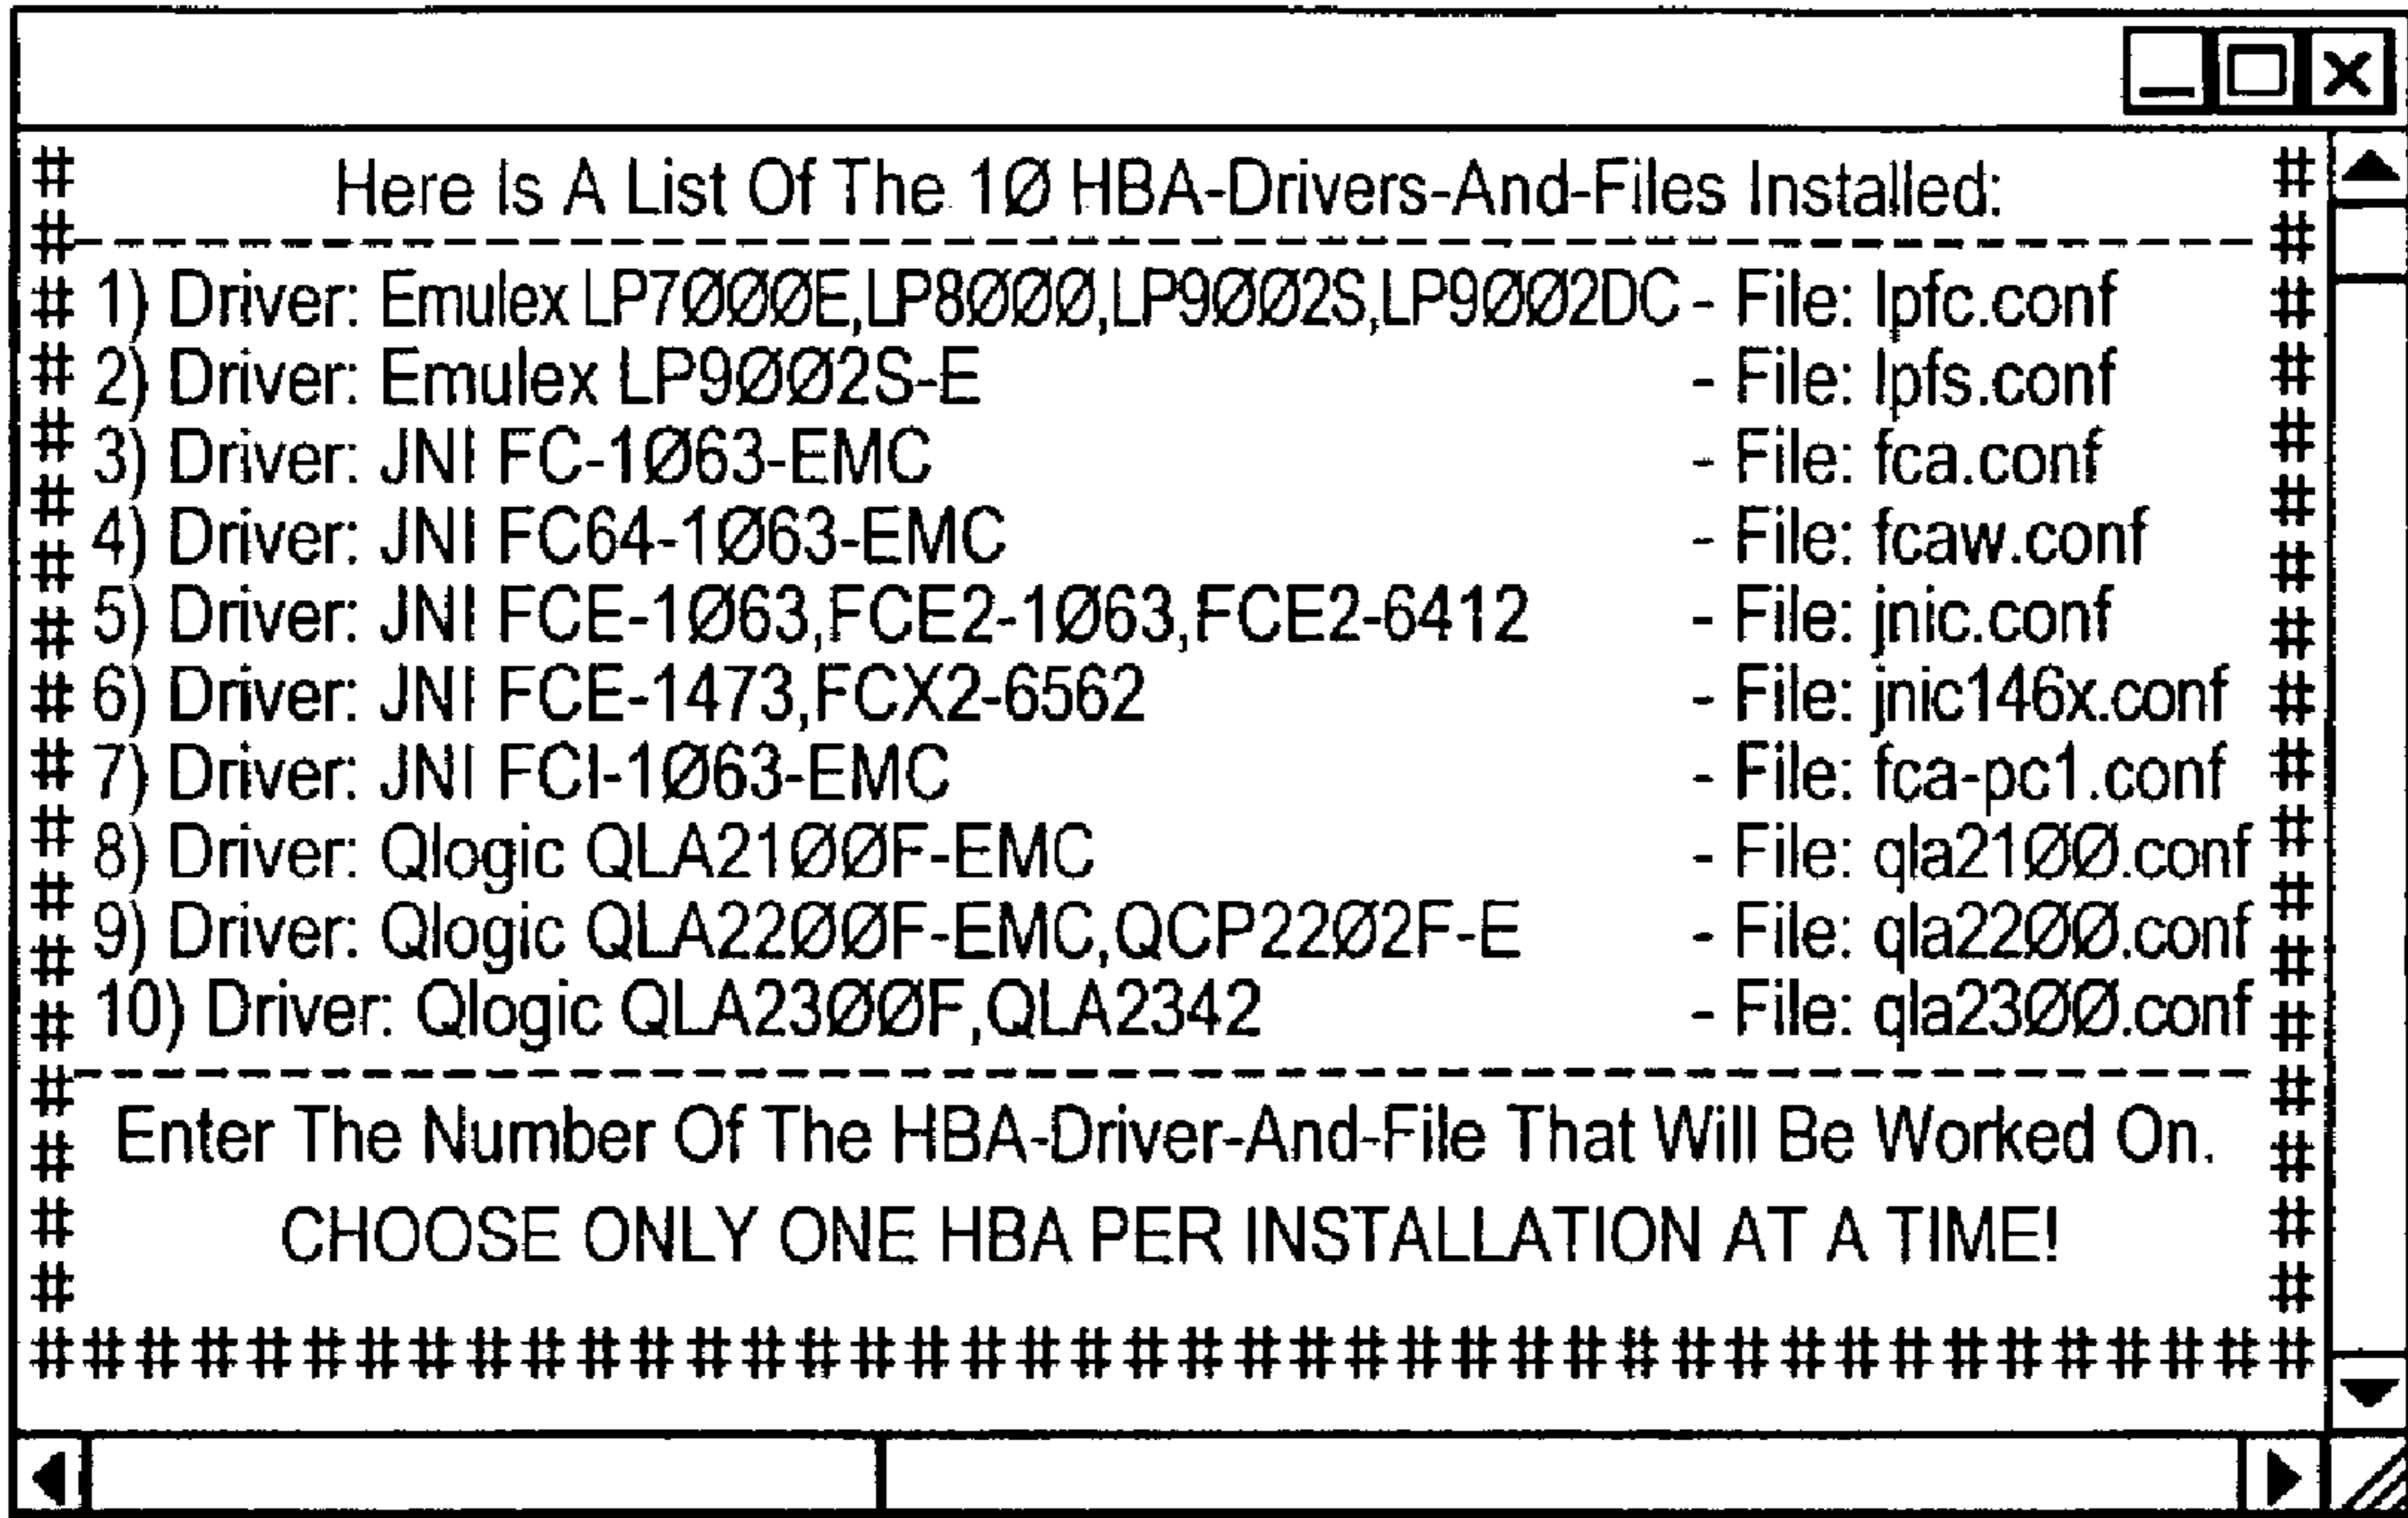 # Here Is A List Of The 1Ø HBA-Drivers-And-Files Installed: #
#------------------------------------------------------------#
# 1) Driver: Emulex LP7ØØØE,LP8ØØØ,LP9ØØ2S,LP9ØØ2DC - File: lpfc.conf #
# 2) Driver: Emulex LP9ØØ2S-E - File: lpfs.conf #
# 3) Driver: JNI FC-1Ø63-EMC - File: fca.conf #
# 4) Driver: JNI FC64-1Ø63-EMC - File: fcaw.conf #
# 5) Driver: JNI FCE-1Ø63,FCE2-1Ø63,FCE2-6412 - File: jnic.conf #
# 6) Driver: JNI FCE-1473,FCX2-6562 - File: jnic146x.conf #
# 7) Driver: JNI FCI-1Ø63-EMC - File: fca-pc1.conf #
# 8) Driver: Qlogic QLA21ØØF-EMC - File: qla21ØØ.conf #
# 9) Driver: Qlogic QLA22ØØF-EMC,QCP22Ø2F-E - File: qla22ØØ.conf #
# 10) Driver: Qlogic QLA23ØØF,QLA2342 - File: qla23ØØ.conf #
#------------------------------------------------------------#
# Enter The Number Of The HBA-Driver-And-File That Will Be Worked On. #
# CHOOSE ONLY ONE HBA PER INSTALLATION AT A TIME! #
# #
##########################################